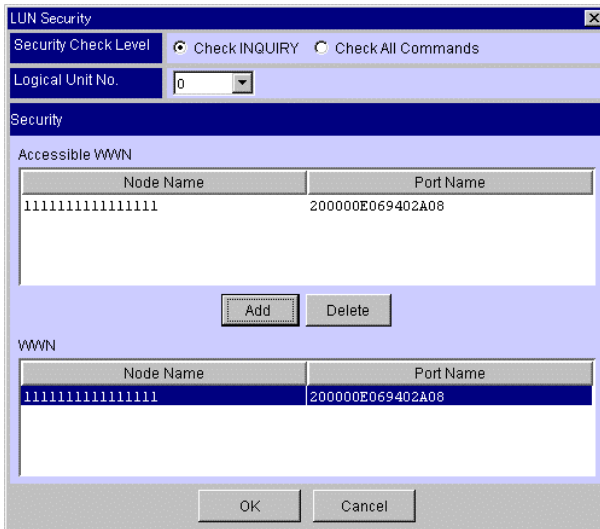 LUN Security
Security Check Level Check INQUIRY Check All Commands
Logical Unit No. 0
Security
Accessible WWN
Node Name Port Name
1111111111111111 200000E069402A08
Add Delete
WWN
Node Name Port Name
1111111111111111 200000E069402A08
OK Cancel